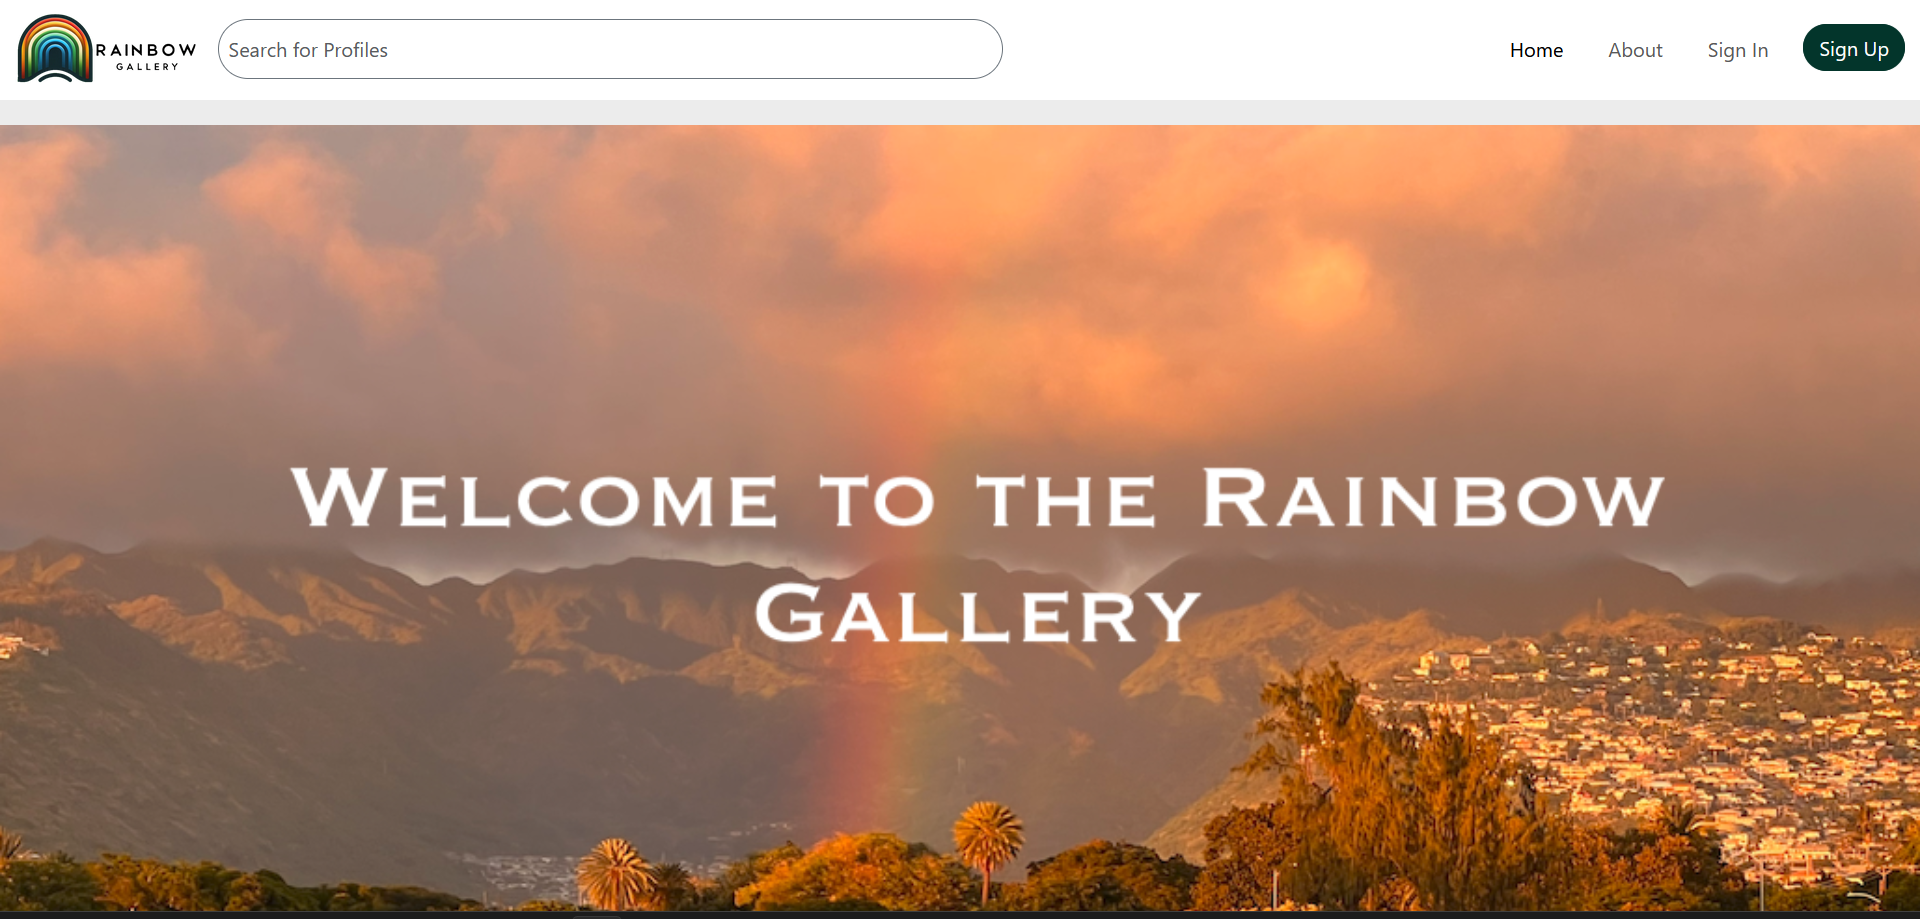 RAINBOW
GALLERY
Search for Profiles
Home
About
Sign In
Sign Up
WELCOME TO THE RAINBOW
GALLERY